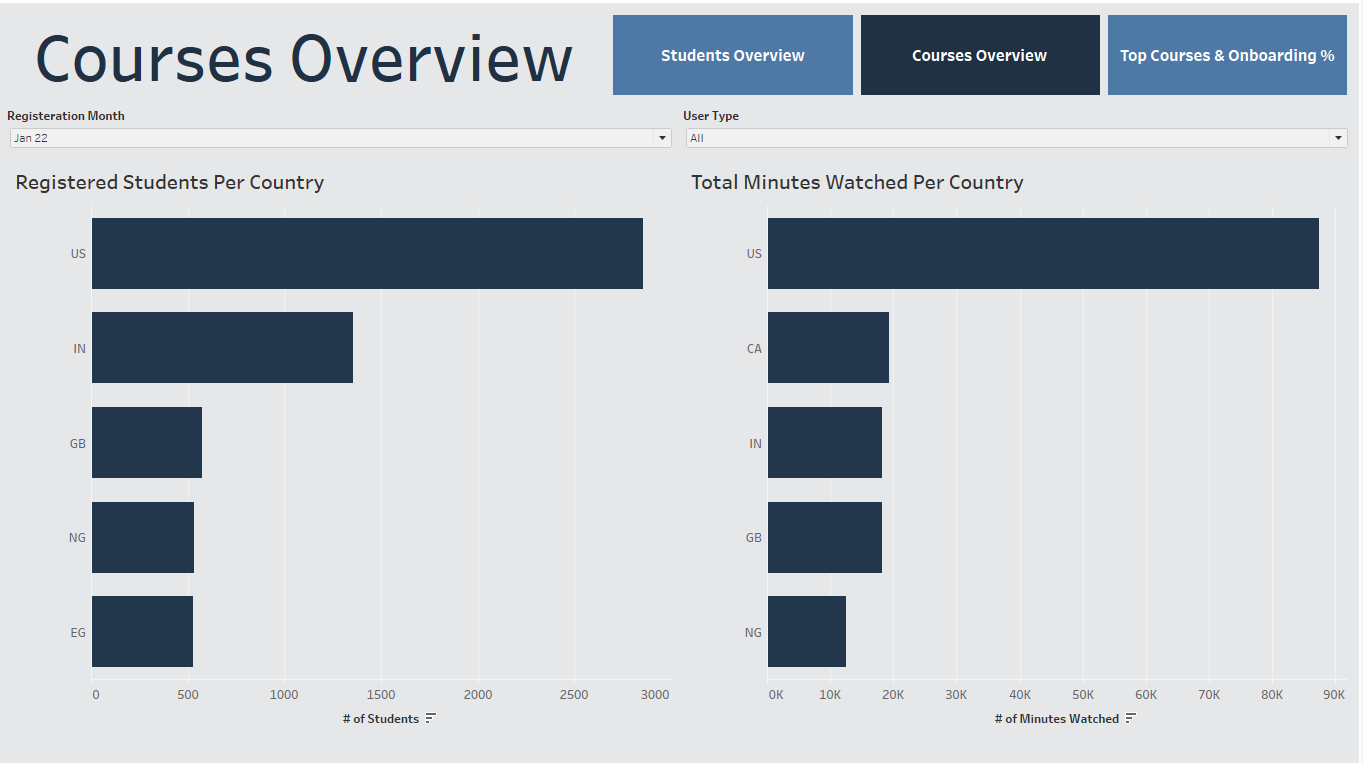 Courses Overview
Students Overview
Courses Overview
Top Courses & Onboarding %
Registeration Month
Jan 22
User Type
All
Registered Students Per Country
US
IN
GB
NG
EG
0 500 1000 1500 2000 2500 3000
# of Students
Total Minutes Watched Per Country
US
CA
IN
GB
NG
0K 10K 20K 30K 40K 50K 60K 70K 80K 90K
# of Minutes Watched